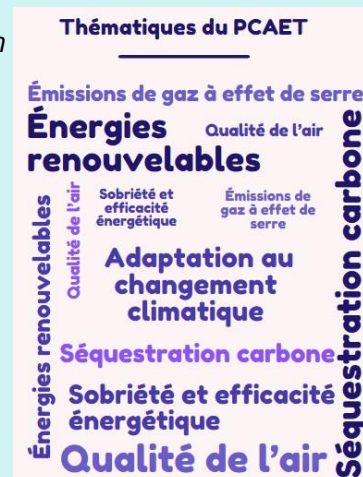 n
Thématiques du PCAET
Émissions de gaz à effet de serre
Énergies
renouvelables
Qualité de l'air
Sobriété et
efficacité
énergétique
Émissions de
gaz à effet de
serre
Qualité de l'air
Énergies renouvelables
Adaptation au
changement
climatique
Séquestration carbone
Séquestration carbone
Sobriété et efficacité
énergétique
Qualité de l'air